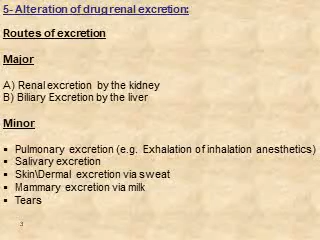 5- Alteration of drug renal excretion:
Routes of excretion
Major
A) Renal excretion by the kidney
B) Biliary Excretion by the liver
Minor
▪ Pulmonary excretion (e.g. Exhalation of inhalation anesthetics)
▪ Salivary excretion
▪ Skin\Dermal excretion via sweat
▪ Mammary excretion via milk
▪ Tears
3